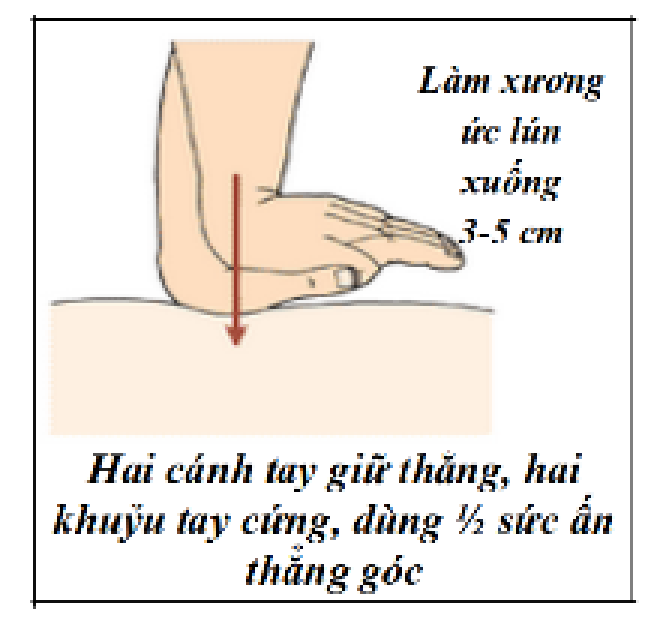 Làm xương
ức lún
xuống
3-5 cm
Hai cánh tay giữ thẳng, hai
khuỷu tay cứng, dùng ½ sức ấn
thẳng góc